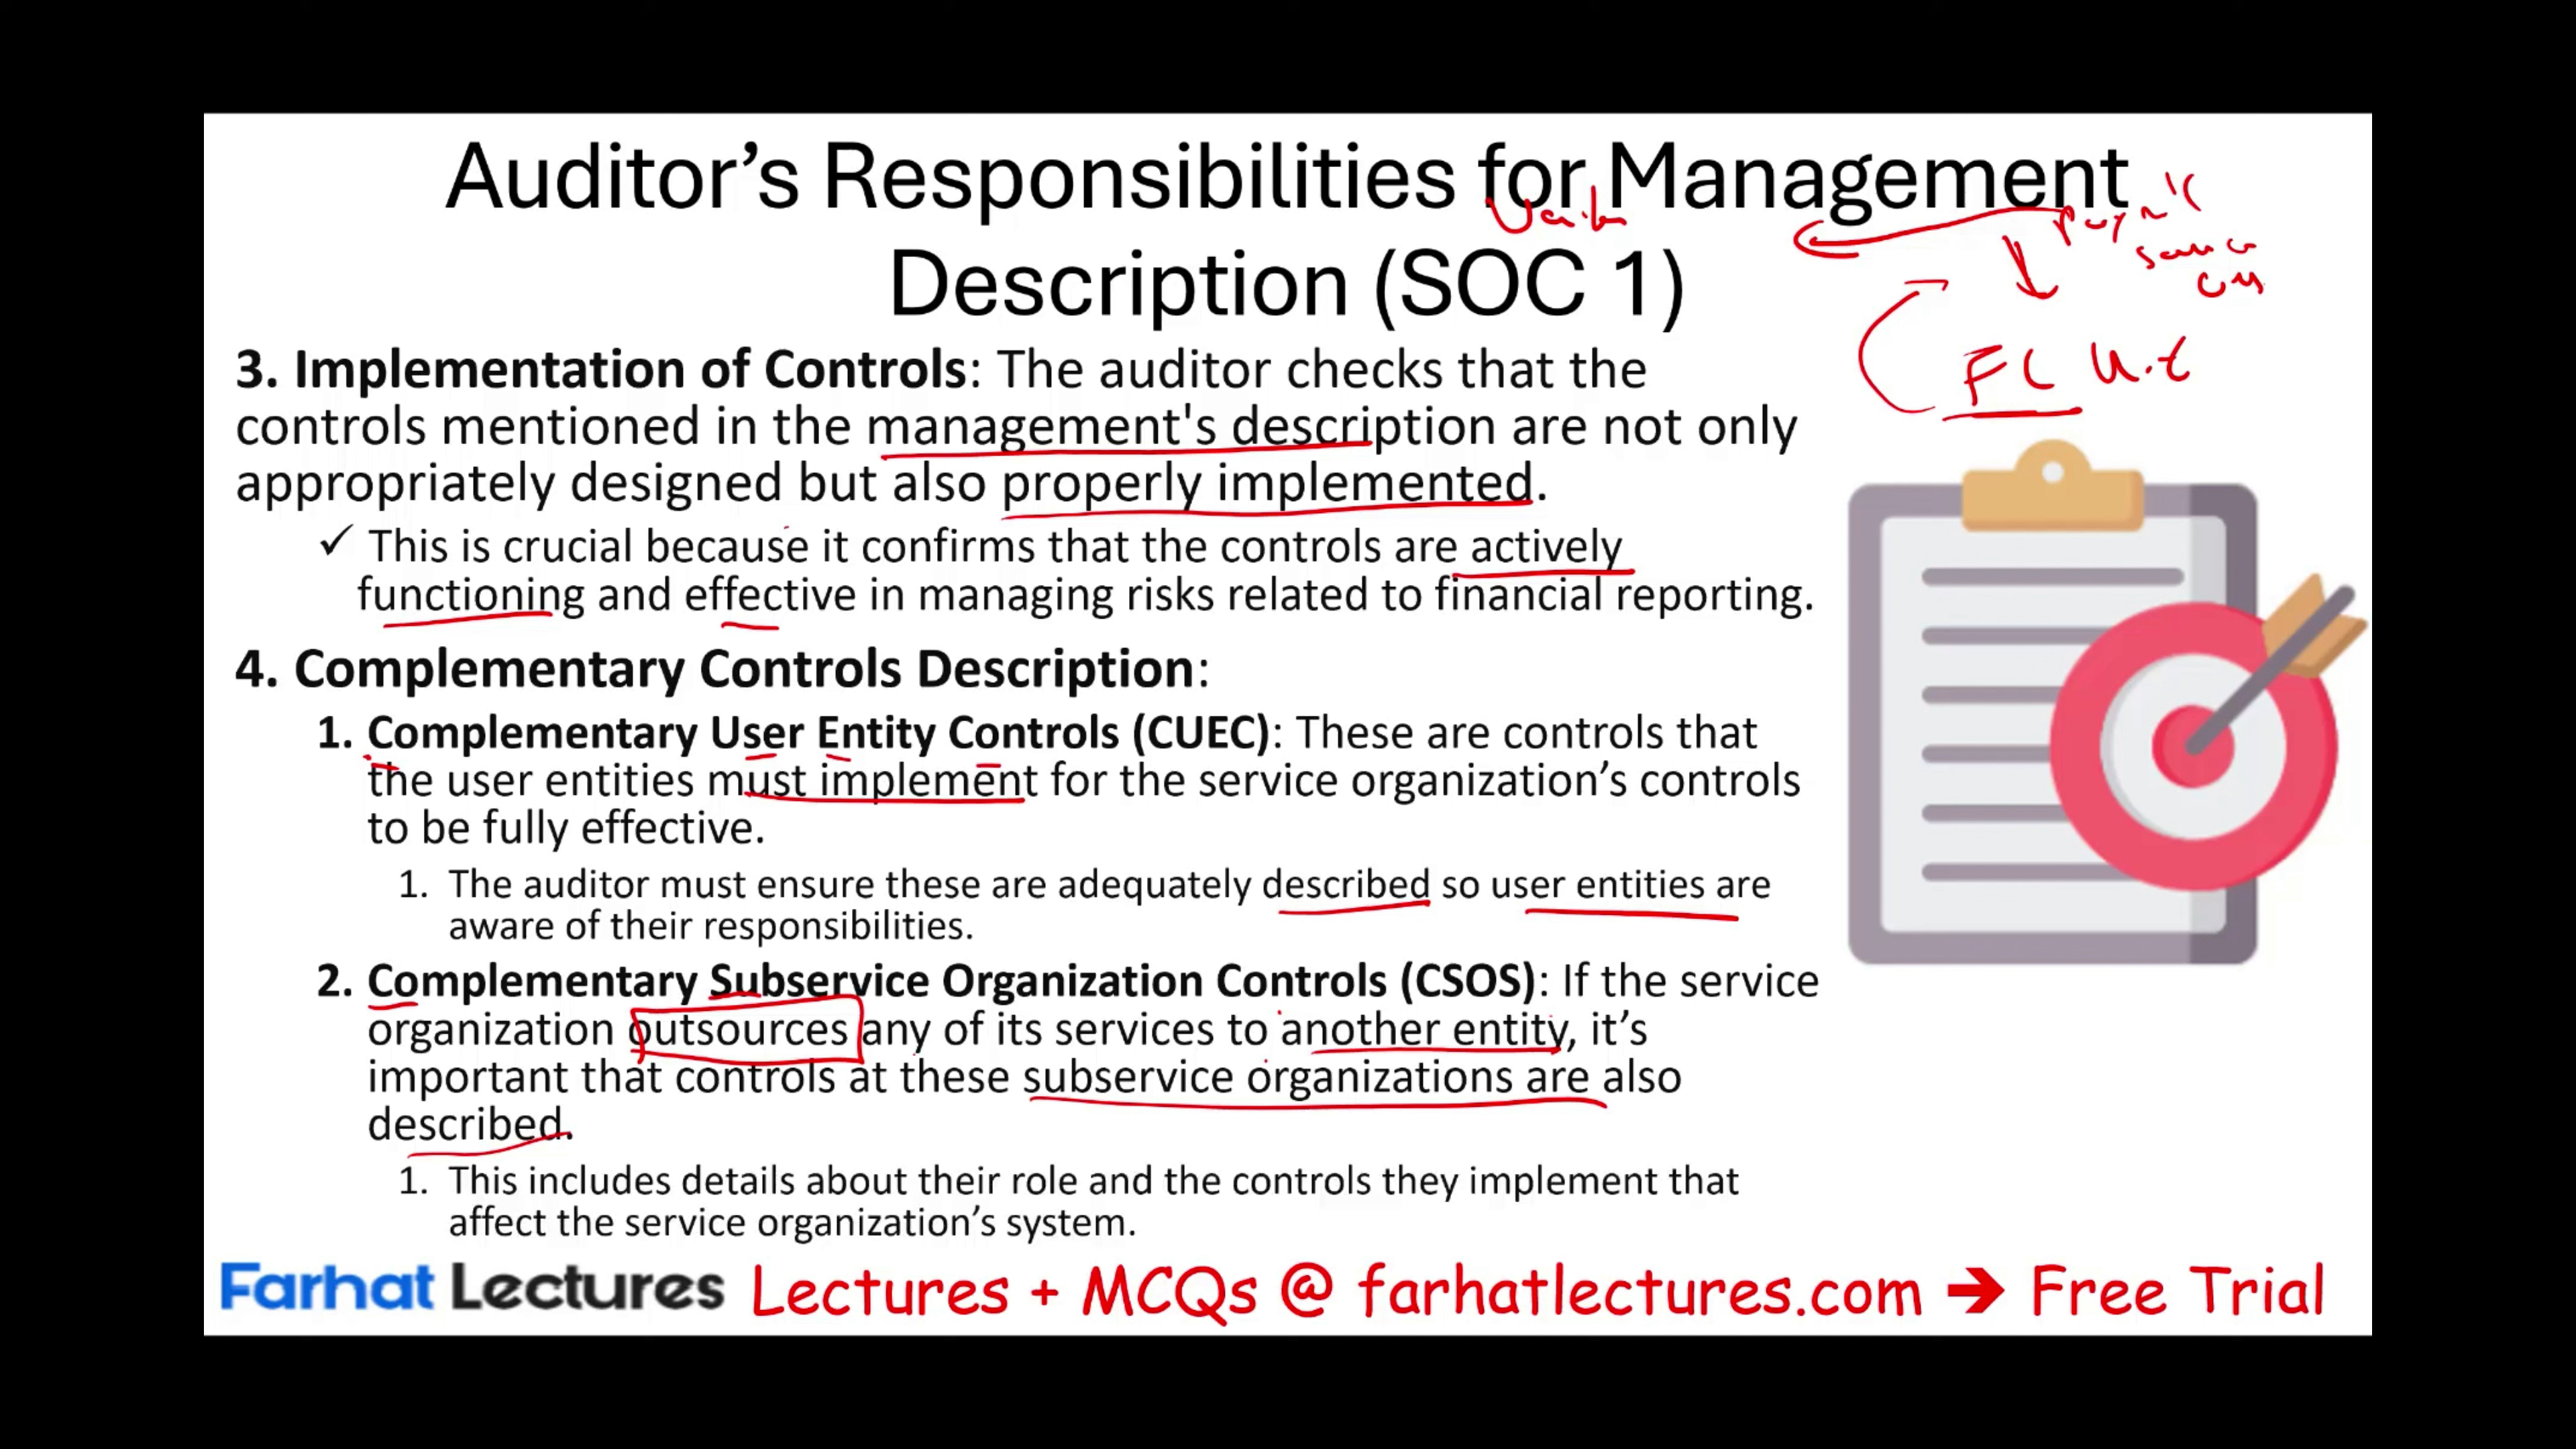 Auditor’s Responsibilities for Management
Description (SOC 1)
3. Implementation of Controls: The auditor checks that the
controls mentioned in the management's description are not only
appropriately designed but also properly implemented.
✓ This is crucial because it confirms that the controls are actively
functioning and effective in managing risks related to financial reporting.
4. Complementary Controls Description:
1. Complementary User Entity Controls (CUEC): These are controls that
the user entities must implement for the service organization’s controls
to be fully effective.
1. The auditor must ensure these are adequately described so user entities are
aware of their responsibilities.
2. Complementary Subservice Organization Controls (CSOS): If the service
organization outsources any of its services to another entity, it’s
important that controls at these subservice organizations are also
described.
1. This includes details about their role and the controls they implement that
affect the service organization’s system.
Farhat Lectures Lectures + MCQs @ farhatlectures.com ➔ Free Trial